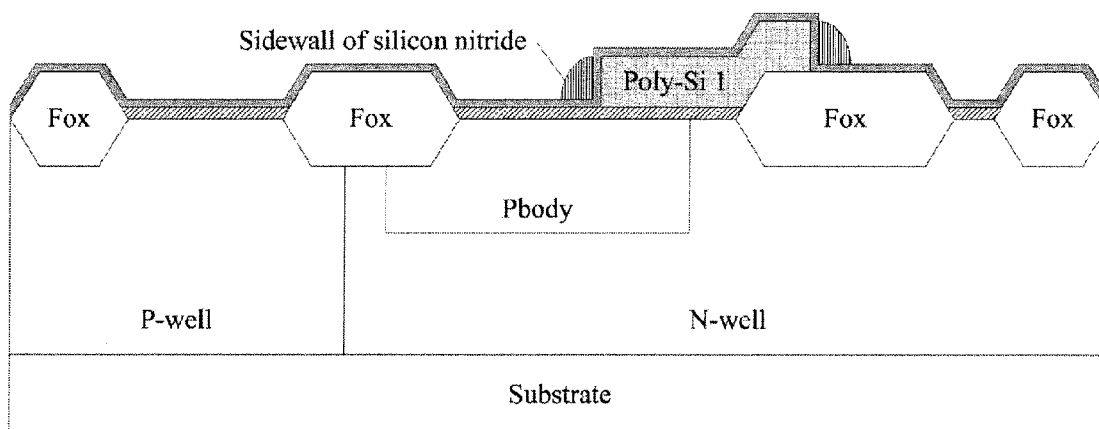 Sidewall of silicon nitride
Poly-Si 1
Fox
Fox
Fox
Fox
Pbody
P-well
N-well
Substrate